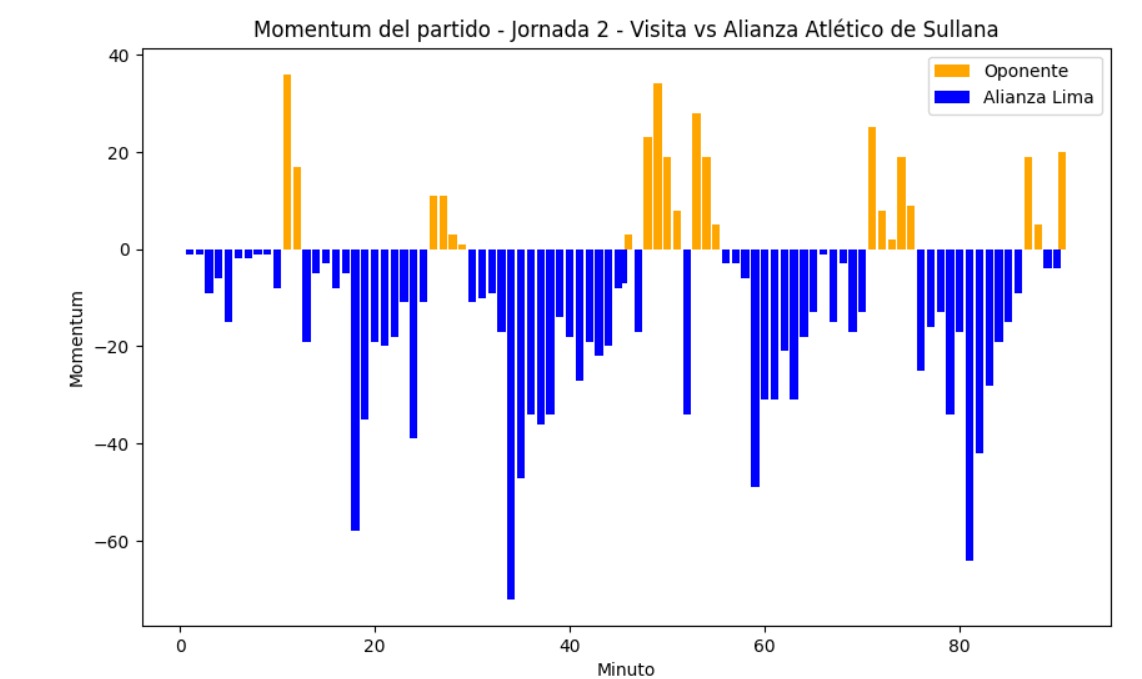 Momentum del partido - Jornada 2 - Visita vs Alianza Atlético de Sullana
Oponente
Alianza Lima
Momentum
40
20
0
−20
−40
−60
0
20
40
60
80
Minuto